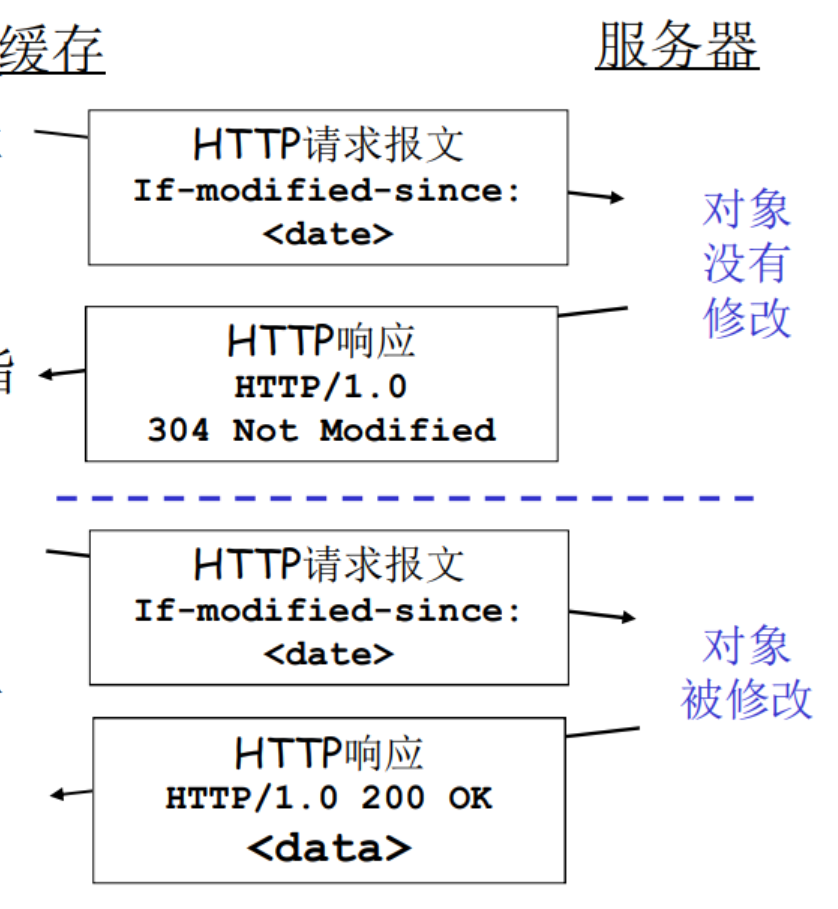 缓存
服务器
HTTP请求报文
If-modified-since:
<date>
对象
没有
修改
HTTP响应
HTTP/1.0
304 Not Modified
HTTP请求报文
If-modified-since:
<date>
对象
被修改
HTTP响应
HTTP/1.0 200 OK
<data>